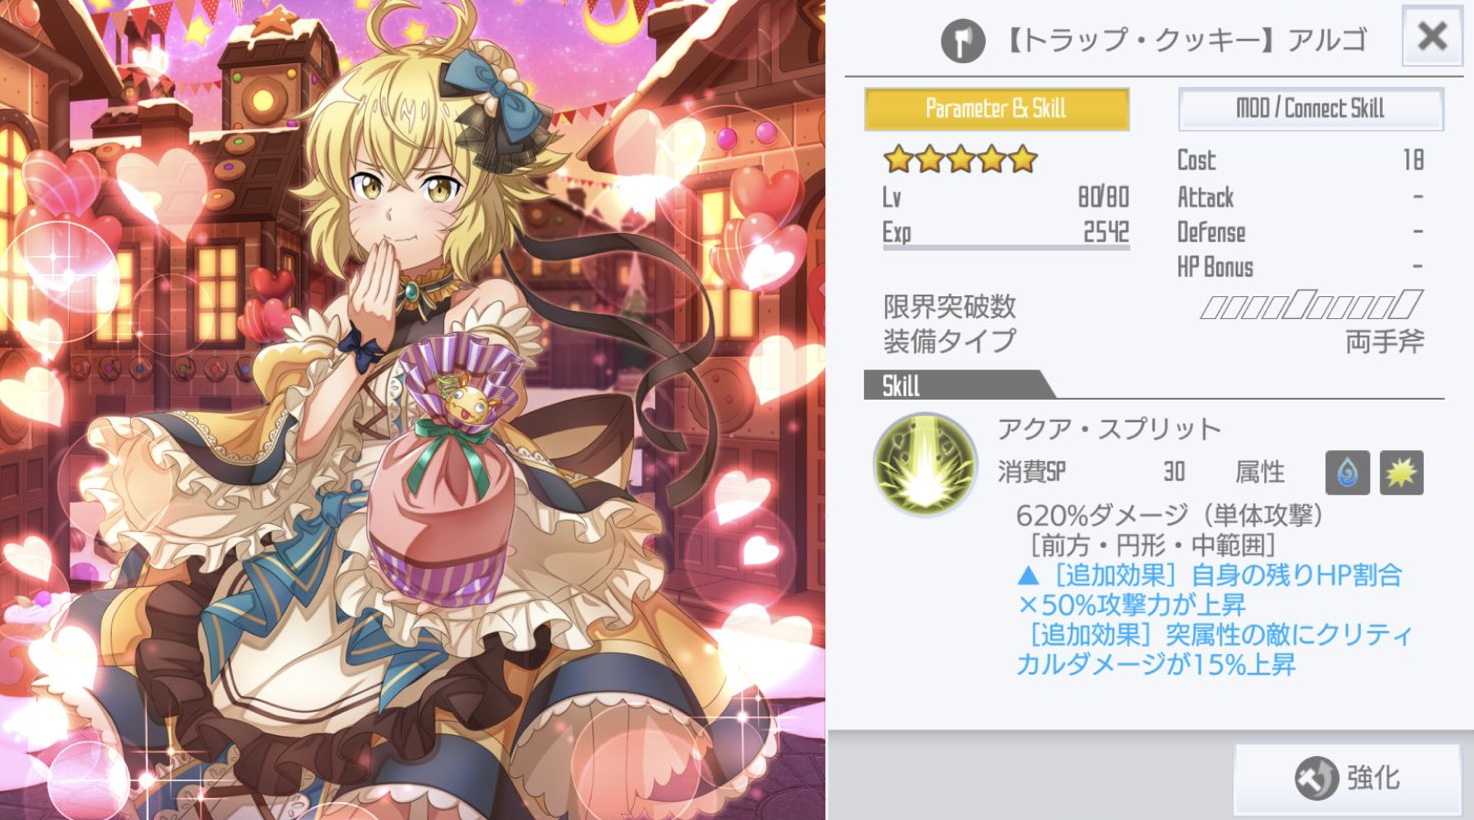 【トラップ・クッキー】アルゴ
Parameter & Skill
MOD / Connect Skill
Lv 80/80
Exp 2542
Cost 18
Attack -
Defense -
HP Bonus -
限界突破数
装備タイプ 両手斧
Skill
アクア・スプリット
消費SP 30 属性
620%ダメージ（単体攻撃）
［前方・円形・中範囲］
▲［追加効果］自身の残りHP割合
×50%攻撃力が上昇
［追加効果］突属性の敵にクリティ
カルダメージが15%上昇
強化